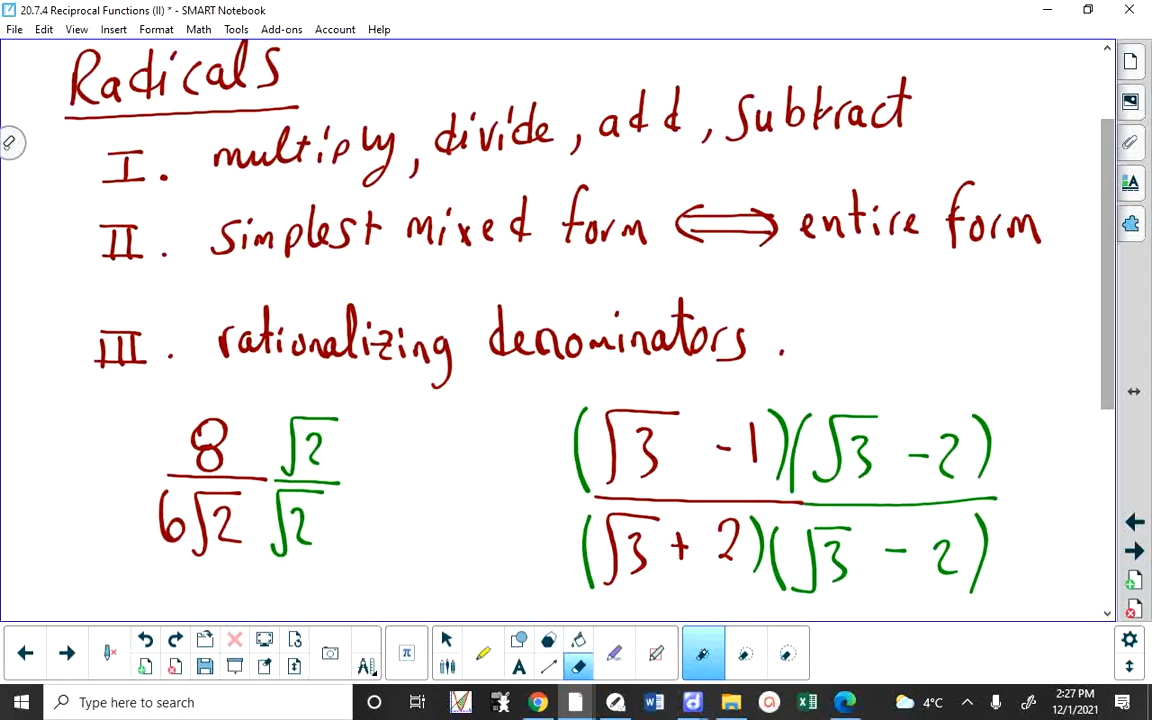 20.7.4 Reciprocal Functions (II) * - SMART Notebook
File Edit View Insert Format Math Tools Add-ons Account Help
Radicals
I. multiply, divide, add, subtract
II. simplest mixed form ⟺ entire form
III. rationalizing denominators.
8 √2 (√3 -1)(√3 -2)
6√2 √2 (√3 + 2)(√3 - 2)
π
A
Type here to search
4°C
2:27 PM
12/1/2021